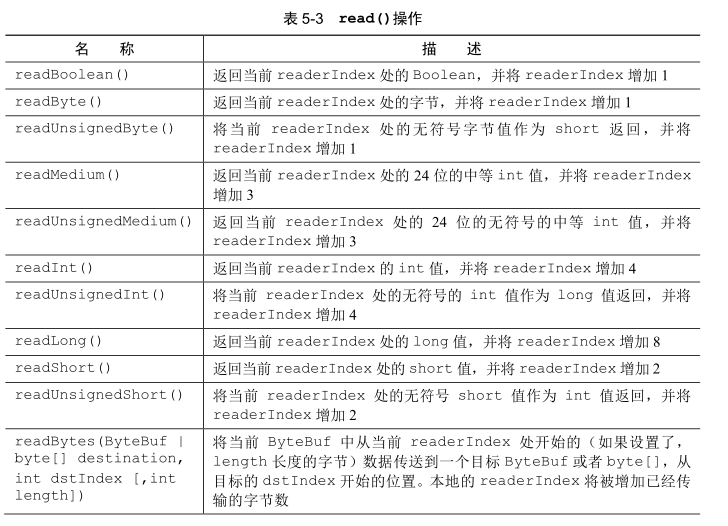 表 5-3 read()操作
名 称 描 述
readBoolean() 返回当前 readerIndex 处的 Boolean，并将 readerIndex 增加 1
readByte() 返回当前 readerIndex 处的字节，并将 readerIndex 增加 1
readUnsignedByte() 将当前 readerIndex 处的无符号字节值作为 short 返回，并将
readerIndex 增加 1
readMedium() 返回当前 readerIndex 处的 24 位的中等 int 值，并将 readerIndex
增加 3
readUnsignedMedium() 返回当前 readerIndex 处的 24 位的无符号的中等 int 值，并将
readerIndex 增加 3
readInt() 返回当前 readerIndex 的 int 值，并将 readerIndex 增加 4
readUnsignedInt() 将当前 readerIndex 处的无符号的 int 值作为 long 值返回，并将
readerIndex 增加 4
readLong() 返回当前 readerIndex 处的 long 值，并将 readerIndex 增加 8
readShort() 返回当前 readerIndex 处的 short 值，并将 readerIndex 增加 2
readUnsignedShort() 将当前 readerIndex 处的无符号 short 值作为 int 值返回，并将
readerIndex 增加 2
readBytes(ByteBuf | 将当前 ByteBuf 中从当前 readerIndex 处开始的（如果设置了，
byte[] destination, length 长度的字节）数据传送到一个目标 ByteBuf 或者 byte[]，从
int dstIndex [,int 目标的 dstIndex 开始的位置。本地的 readerIndex 将被增加已经传
length]) 输的字节数